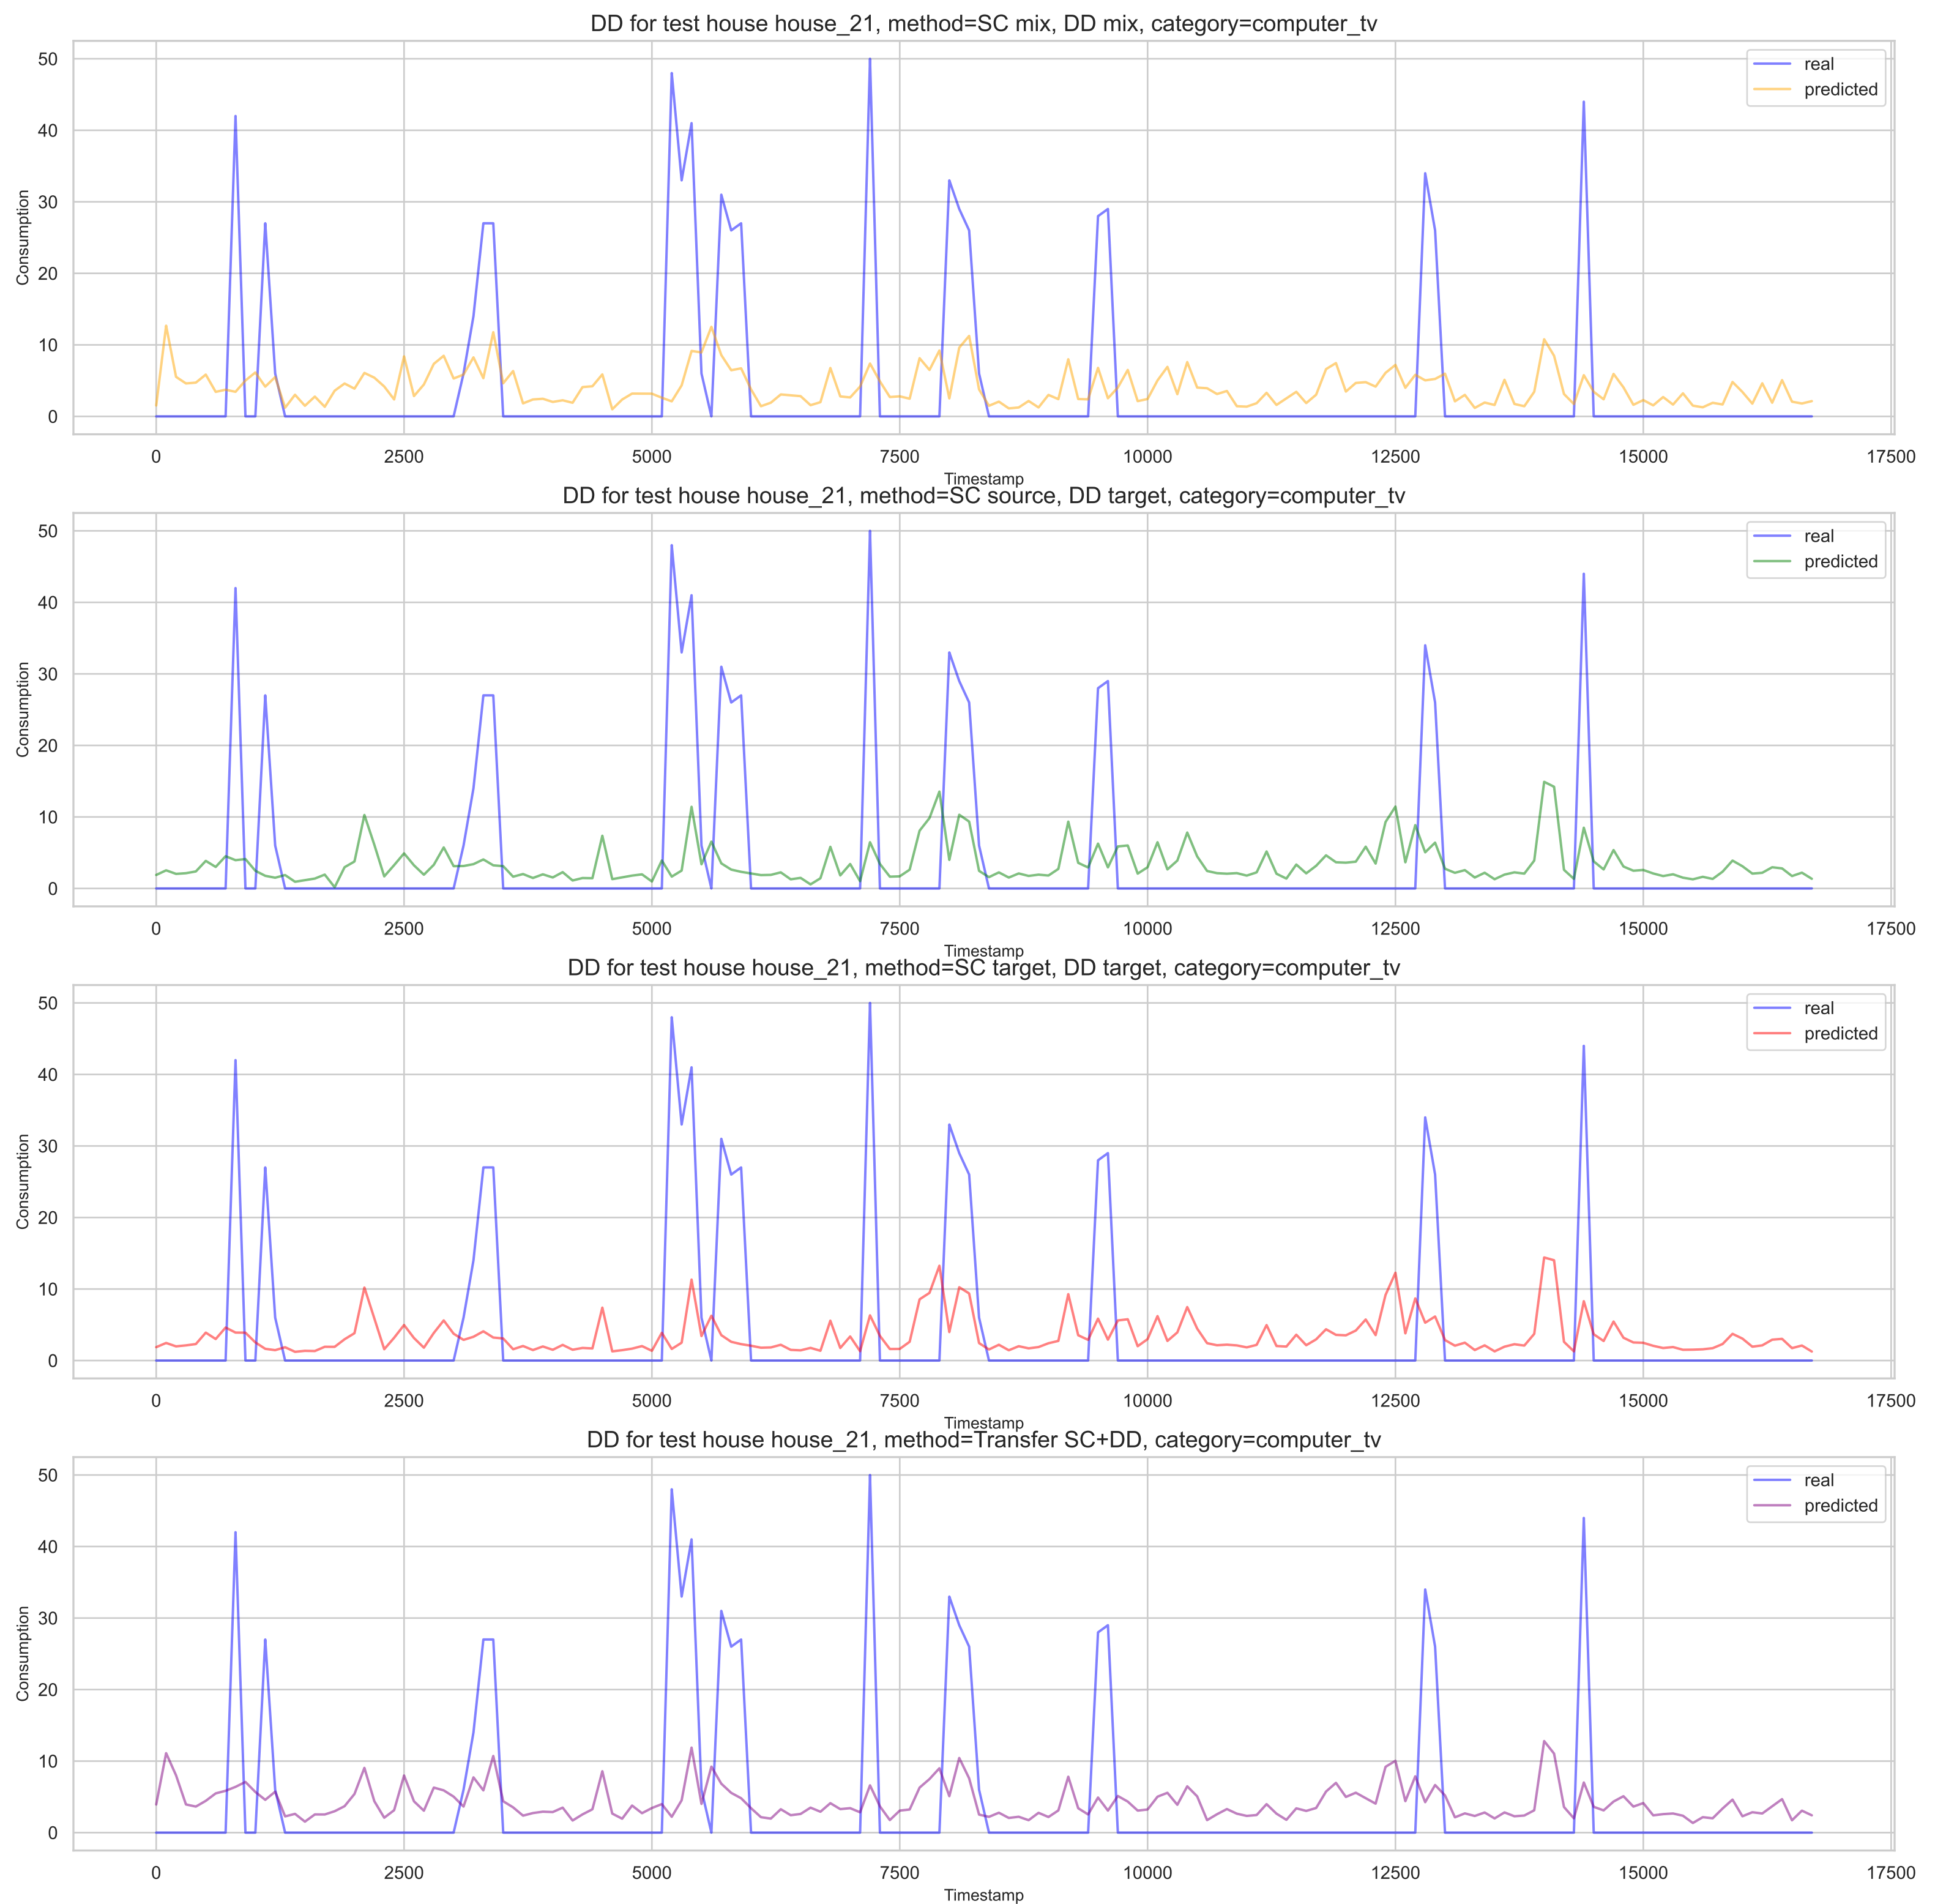 DD for test house house_21, method=SC mix, DD mix, category=computer_tv
50
40
30
20
10
0
Consumption
real
predicted
0 2500 5000 7500 10000 12500 15000 17500
Timestamp
DD for test house house_21, method=SC source, DD target, category=computer_tv
50
40
30
20
10
0
Consumption
real
predicted
0 2500 5000 7500 10000 12500 15000 17500
Timestamp
DD for test house house_21, method=SC target, DD target, category=computer_tv
50
40
30
20
10
0
Consumption
real
predicted
0 2500 5000 7500 10000 12500 15000 17500
Timestamp
DD for test house house_21, method=Transfer SC+DD, category=computer_tv
50
40
30
20
10
0
Consumption
real
predicted
0 2500 5000 7500 10000 12500 15000 17500
Timestamp